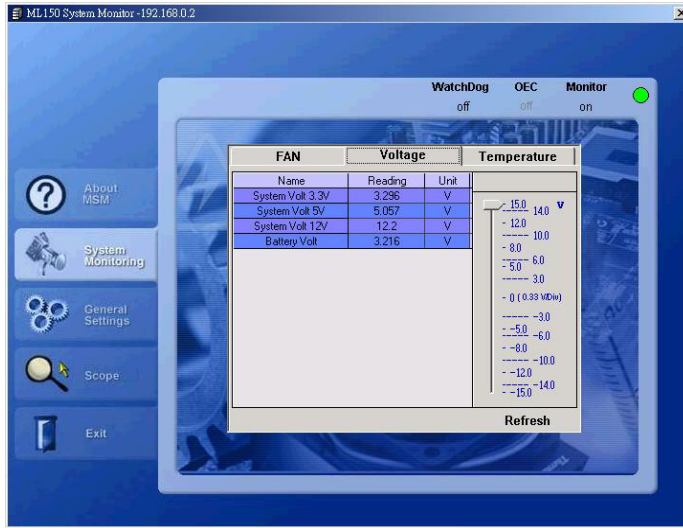 ML150 System Monitor -192.168.0.2
WatchDog OEC Monitor
off off on
FAN Voltage Temperature
Name Reading Unit
System Volt 3.3V 3.296 V
System Volt 5V 5.057 V
System Volt 12V 12.2 V
Battery Volt 3.216 V
- 15.0 V
------ 14.0
- 12.0
------ 10.0
- 8.0
------ 6.0
- 5.0
------ 3.0
- 0 ( 0.33 V/Div)
------ -3.0
- -5.0
------ -6.0
- -8.0
------ -10.0
- -12.0
------ -14.0
- -15.0
Refresh
About
MSM
System
Monitoring
General
Settings
Scope
Exit